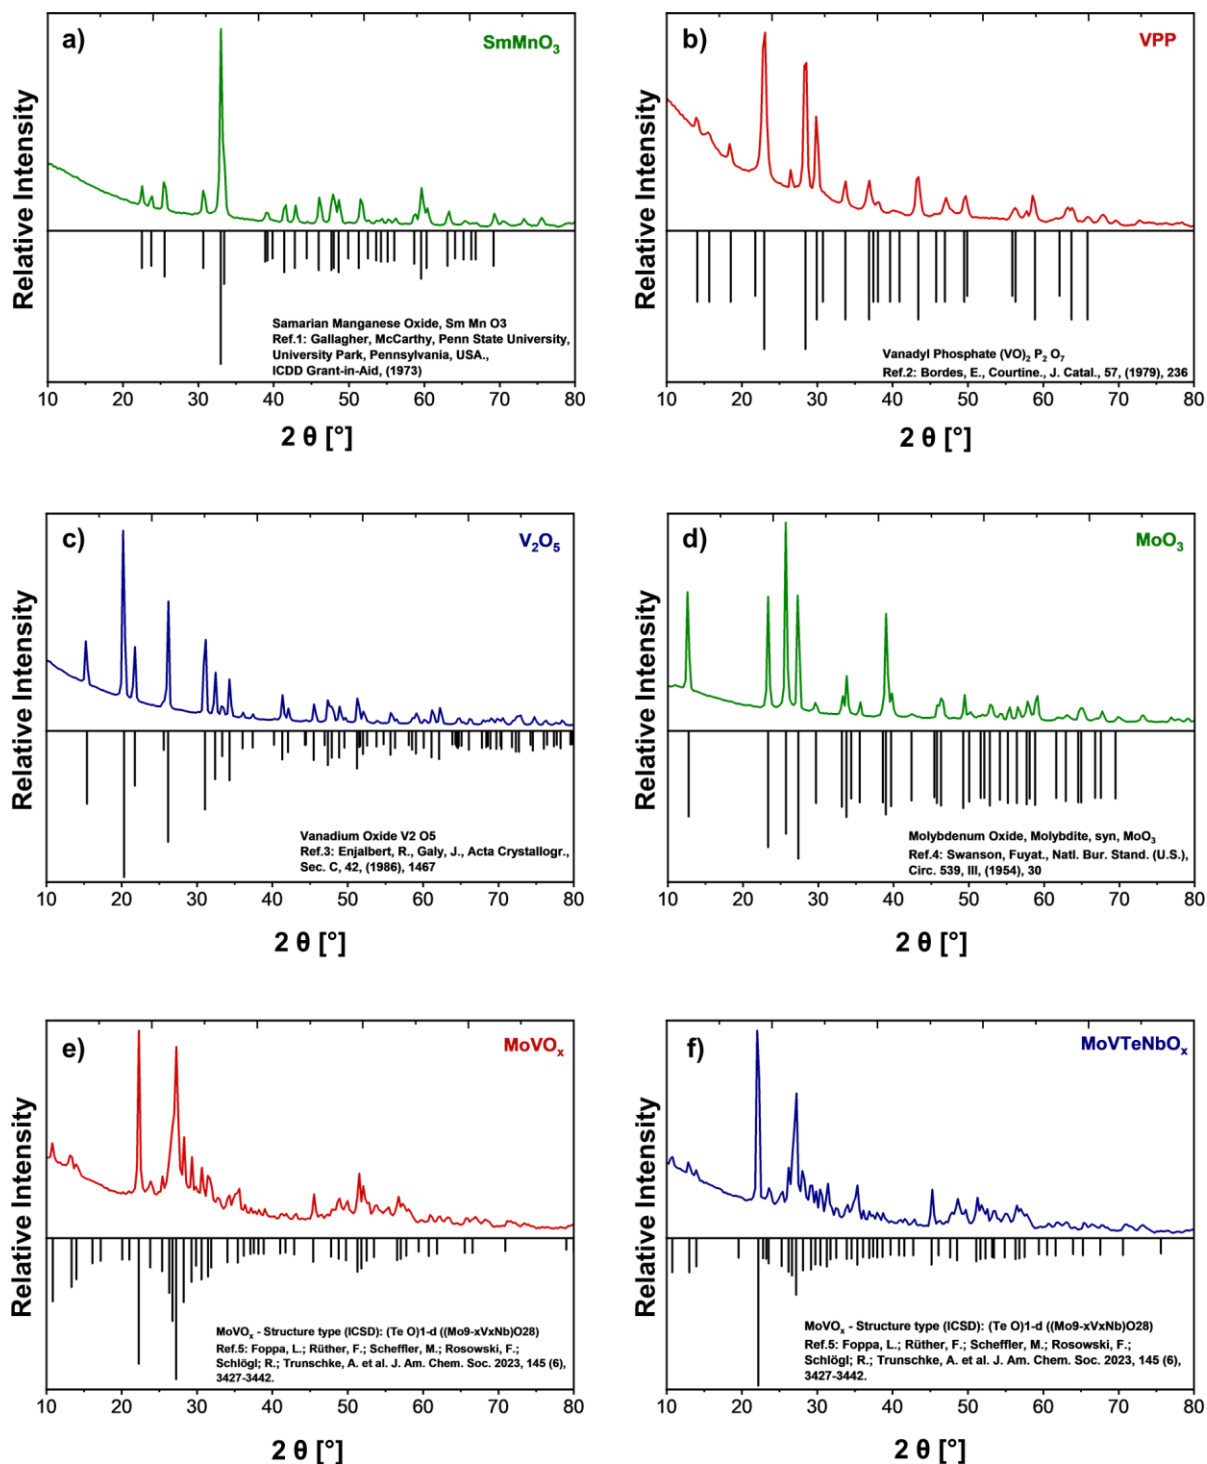 a)
SmMnO₃
Relative Intensity
Samarian Manganese Oxide, Sm Mn O3
Ref.1: Gallagher, McCarthy, Penn State University,
University Park, Pennsylvania, USA.,
ICDD Grant-in-Aid, (1973)
10 20 30 40 50 60 70 80
2 θ [°]
b)
VPP
Relative Intensity
Vanadyl Phosphate (VO)₂ P₂ O₇
Ref.2: Bordes, E., Courtine., J. Catal., 57, (1979), 236
10 20 30 40 50 60 70 80
2 θ [°]
c)
V₂O₅
Relative Intensity
Vanadium Oxide V2 O5
Ref.3: Enjalbert, R., Galy, J., Acta Crystallogr.,
Sec. C, 42, (1986), 1467
10 20 30 40 50 60 70 80
2 θ [°]
d)
MoO₃
Relative Intensity
Molybdenum Oxide, Molybdite, syn, MoO₃
Ref.4: Swanson, Fuyat., Natl. Bur. Stand. (U.S.),
Circ. 539, III, (1954), 30
10 20 30 40 50 60 70 80
2 θ [°]
e)
MoVOₓ
Relative Intensity
MoVOₓ - Structure type (ICSD): (Te O)1-d ((Mo9-xVxNb)O28)
Ref.5: Foppa, L.; Rüther, F.; Scheffler, M.; Rosowski, F.;
Schlögl; R.; Trunschke, A. et al. J. Am. Chem. Soc. 2023, 145 (6),
3427-3442.
10 20 30 40 50 60 70 80
2 θ [°]
f)
MoVTeNbOₓ
Relative Intensity
MoVOₓ - Structure type (ICSD): (Te O)1-d ((Mo9-xVxNb)O28)
Ref.5: Foppa, L.; Rüther, F.; Scheffler, M.; Rosowski, F.;
Schlögl; R.; Trunschke, A. et al. J. Am. Chem. Soc. 2023, 145 (6),
3427-3442.
10 20 30 40 50 60 70 80
2 θ [°]